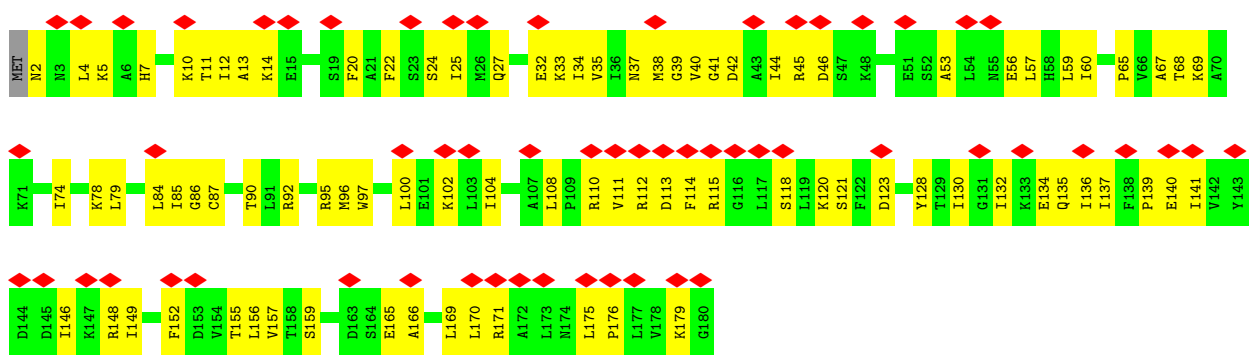 MET N2 N3 L4 K5 A6 H7 K10 T11 I12 A13 K14 E15 S19 F20 A21 F22 S23 S24 I25 M26 Q27 E32 K33 I34 V35 I36 N37 M38 G39 V40 G41 D42 A43 I44 R45 D46 S47 K48 E51 S52 A53 L54 N55 E56 L57 H58 L59 I60 P65 V66 A67 T68 K69 A70
K71 I74 K78 L79 L84 I85 G86 C87 T90 L91 R92 R95 M96 W97 L100 E101 K102 L103 I104 A107 L108 P109 R110 V111 R112 D113 F114 R115 G116 L117 S118 L119 K120 S121 F122 D123 Y128 T129 I130 G131 I132 K133 E134 Q135 I136 I137 F138 P139 E140 I141 V142 Y143
D144 D145 I146 K147 R148 I149 F152 D153 V154 T155 L156 V157 T158 S159 D163 S164 E165 A166 L169 L170 R171 A172 L173 N174 L175 P176 L177 V178 K179 G180